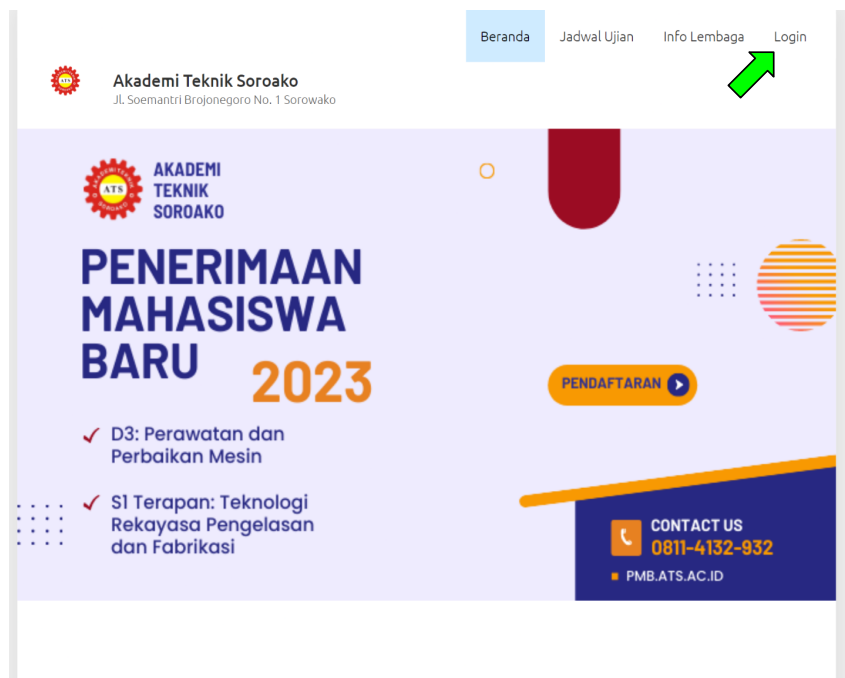 Beranda Jadwal Ujian Info Lembaga Login
Akademi Teknik Soroako
Jl. Soemantri Brojonegoro No. 1 Sorowako
ATS
AKADEMI
TEKNIK
SOROAKO
PENERIMAAN
MAHASISWA
BARU
2023
PENDAFTARAN
D3: Perawatan dan
Perbaikan Mesin
S1 Terapan: Teknologi
Rekayasa Pengelasan
dan Fabrikasi
CONTACT US
0811-4132-932
PMB.ATS.AC.ID